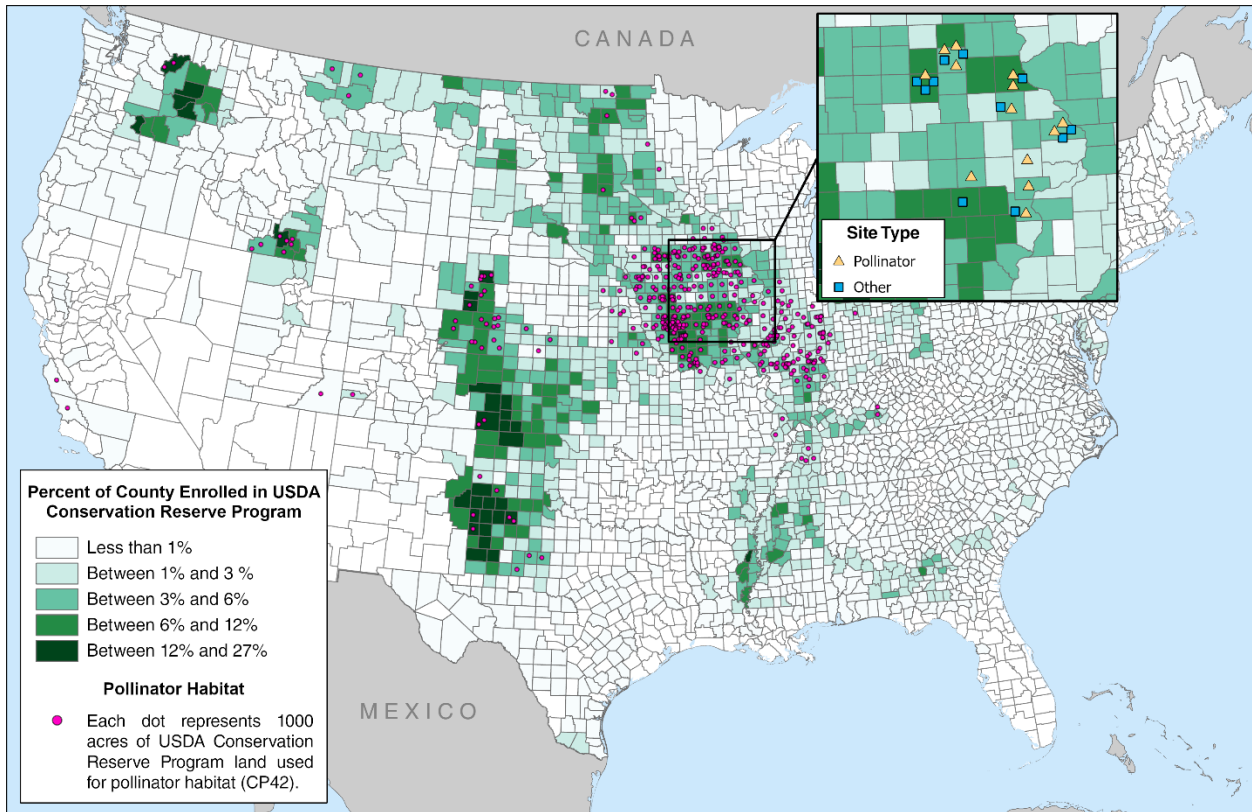 CANADA
Site Type
Pollinator
Other
MEXICO
Percent of County Enrolled in USDA
Conservation Reserve Program
Less than 1%
Between 1% and 3 %
Between 3% and 6%
Between 6% and 12%
Between 12% and 27%
Pollinator Habitat
Each dot represents 1000
acres of USDA Conservation
Reserve Program land used
for pollinator habitat (CP42).